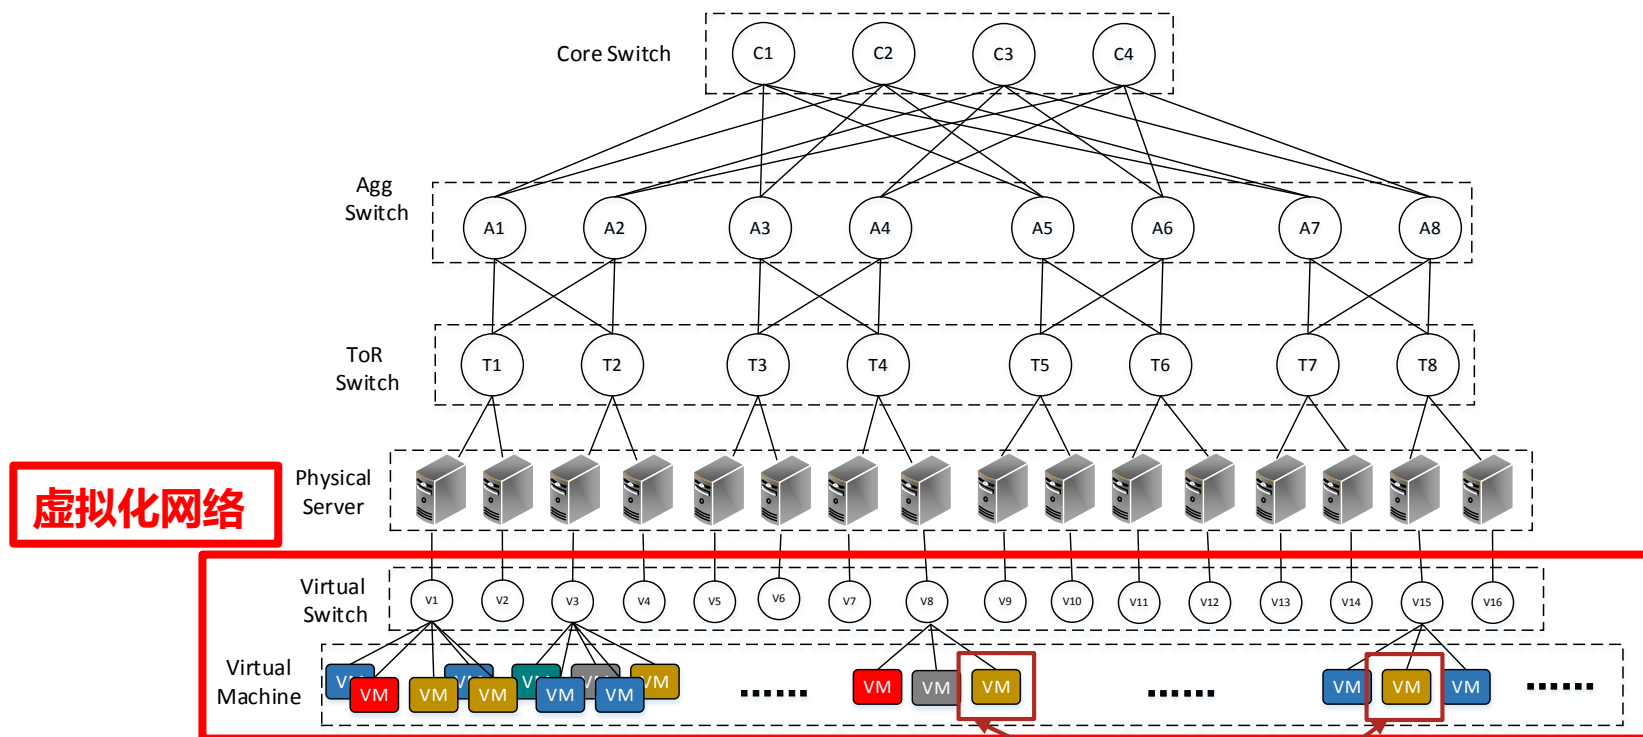 Core Switch
C1 C2 C3 C4
Agg
Switch
A1 A2 A3 A4 A5 A6 A7 A8
ToR
Switch
T1 T2 T3 T4 T5 T6 T7 T8
虚拟化网络
Physical
Server
Virtual
Switch
V1 V2 V3 V4 V5 V6 V7 V8 V9 V10 V11 V12 V13 V14 V15 V16
Virtual
Machine
VM VM VM VM VM VM VM VM VM VM ...... VM VM VM ...... VM VM VM ......